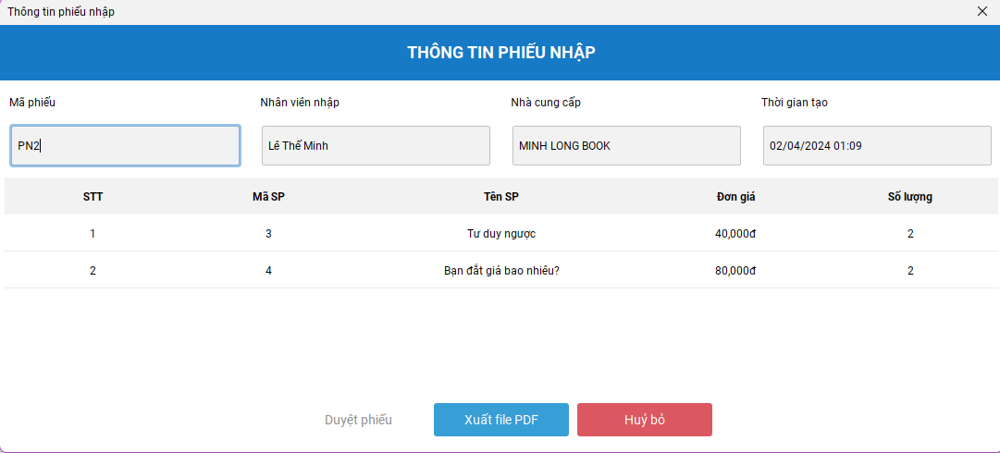 Thông tin phiếu nhập
THÔNG TIN PHIẾU NHẬP
Mã phiếu Nhân viên nhập Nhà cung cấp Thời gian tạo
PN2 Lê Thế Minh MINH LONG BOOK 02/04/2024 01:09
STT Mã SP Tên SP Đơn giá Số lượng
1 3 Tư duy ngược 40,000đ 2
2 4 Bạn đắt giá bao nhiêu? 80,000đ 2
Duyệt phiếu Xuất file PDF Huỷ bỏ